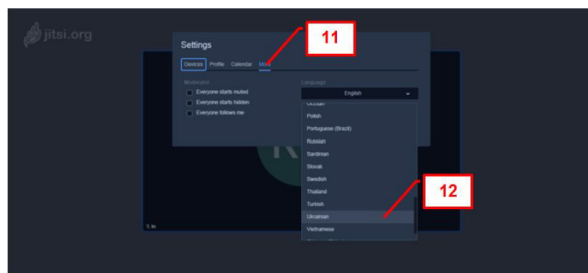 jitsi.org
Settings
11
Devices Profile Calendar More
Moderator
Language
Everyone starts muted
Everyone starts hidden
Everyone follows me
English
Occitan
Polish
Portuguese (Brazil)
Russian
Sardinian
Slovak
Swedish
Thailand
Turkish
Ukrainian
Vietnamese
12